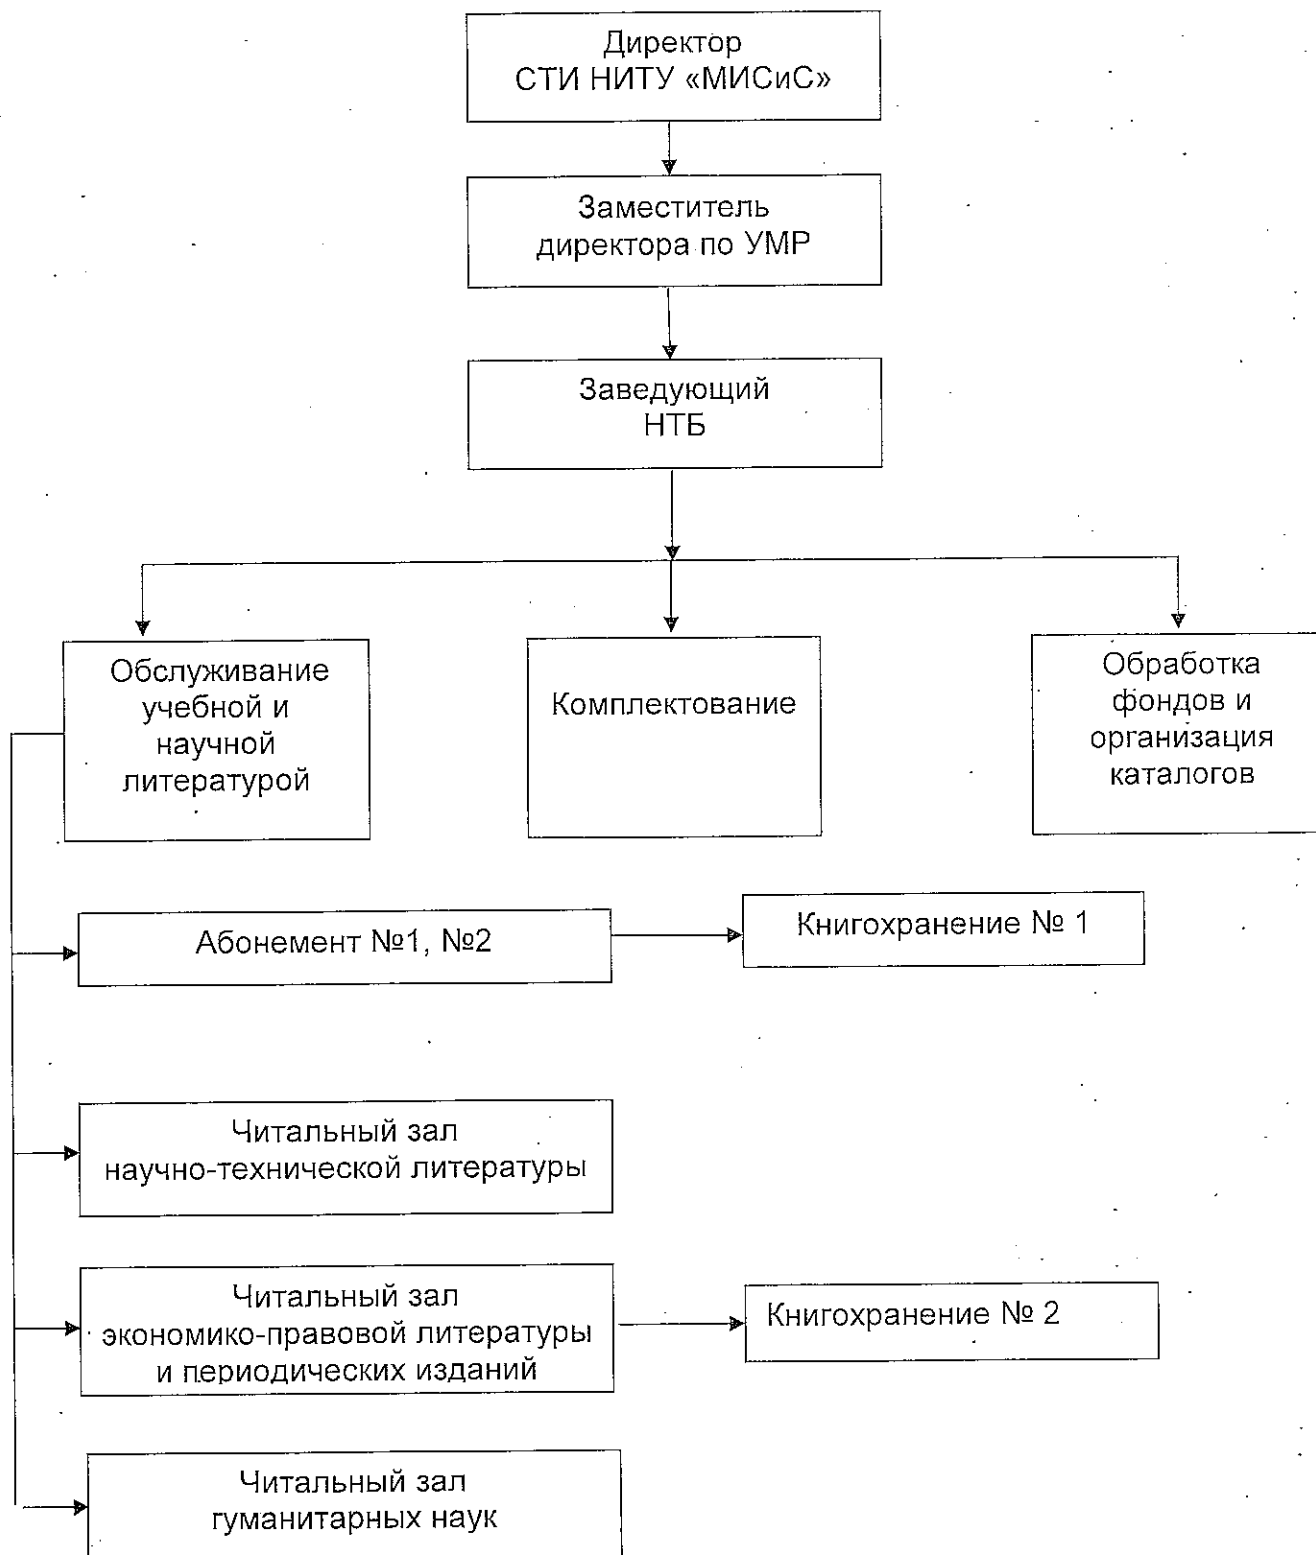 Директор
СТИ НИТУ «МИСиС»
Заместитель
директора по УМР
Заведующий
НТБ
Обслуживание
учебной и
научной
литературой
Комплектование
Обработка
фондов и
организация
каталогов
Абонемент №1, №2
Книгохранение № 1
Читальный зал
научно-технической литературы
Читальный зал
экономико-правовой литературы
и периодических изданий
Книгохранение № 2
Читальный зал
гуманитарных наук